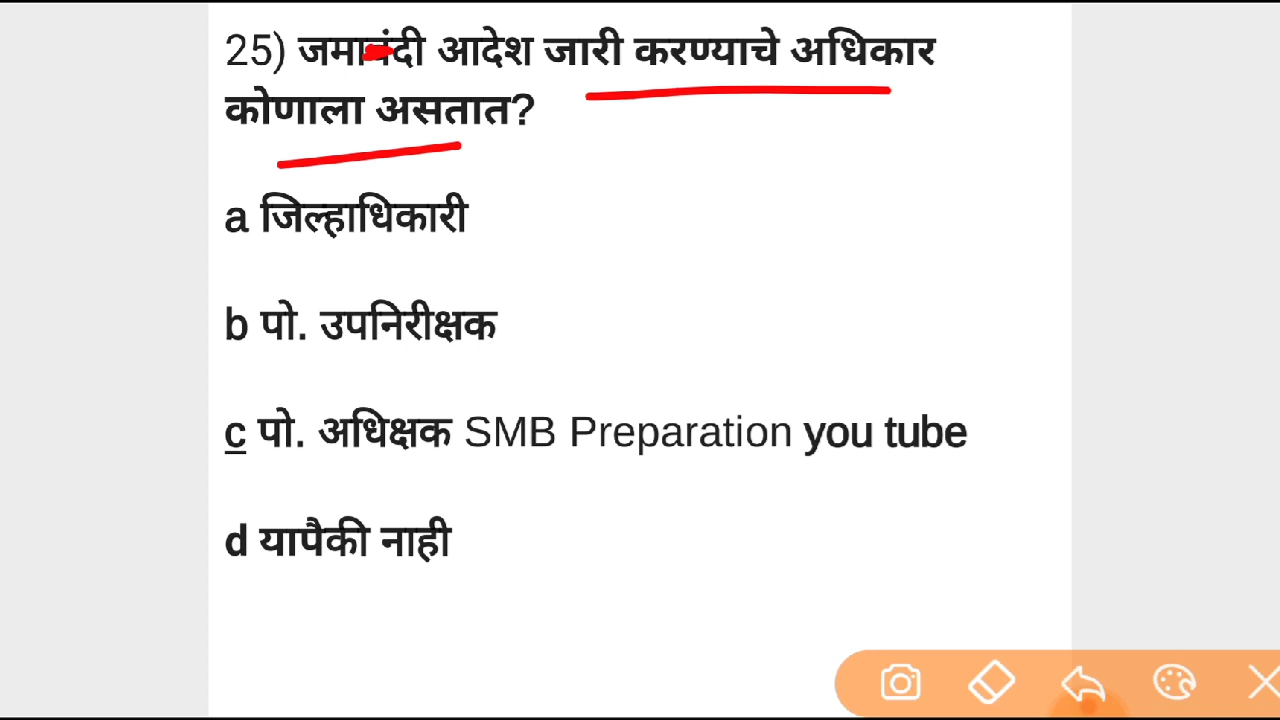 25) जमाबंदी आदेश जारी करण्याचे अधिकार
कोणाला असतात?
a जिल्हाधिकारी
b पो. उपनिरीक्षक
c पो. अधिक्षक SMB Preparation you tube
d यापैकी नाही